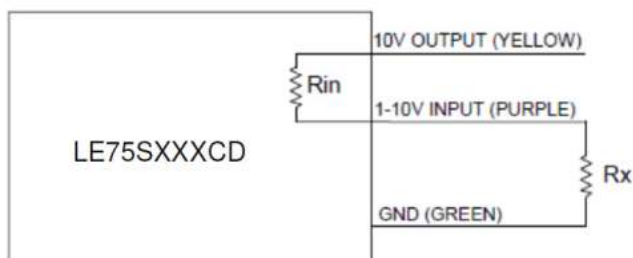 10V OUTPUT (YELLOW)
Rin
1-10V INPUT (PURPLE)
LE75SXXXCD
Rx
GND (GREEN)